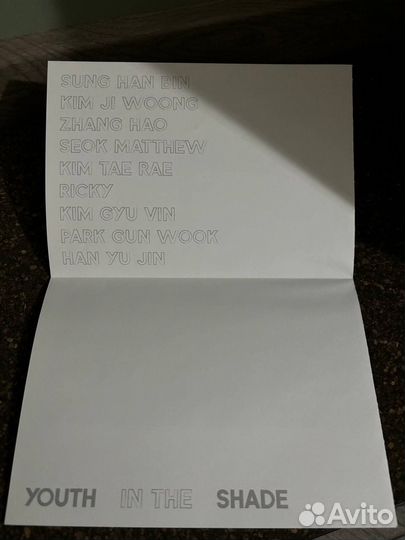 SUNG HAN BIN
KIM JI WOONG
ZHANG HAO
SEOK MATTHEW
KIM TAE RAE
RICKY
KIM GYU VIN
PARK GUN WOOK
HAN YU JIN
YOUTH IN THE SHADE
Avito